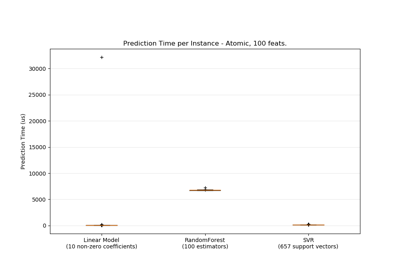 Prediction Time per Instance - Atomic, 100 feats.
Prediction Time (us)
30000
25000
20000
15000
10000
5000
0
Linear Model
(10 non-zero coefficients)
RandomForest
(100 estimators)
SVR
(657 support vectors)